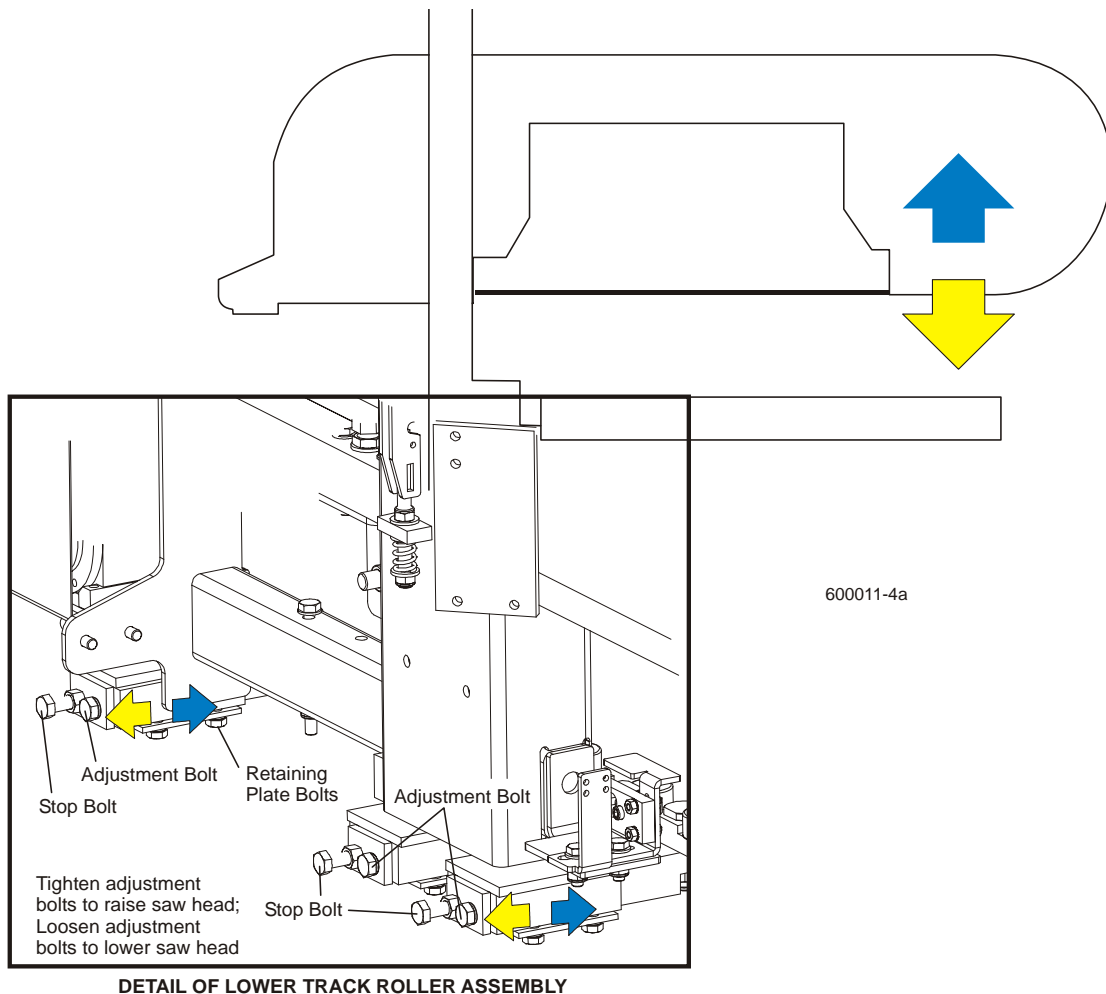 600011-4a
Adjustment Bolt
Stop Bolt
Retaining
Plate Bolts
Adjustment Bolt
Stop Bolt
Tighten adjustment
bolts to raise saw head;
Loosen adjustment
bolts to lower saw head
DETAIL OF LOWER TRACK ROLLER ASSEMBLY